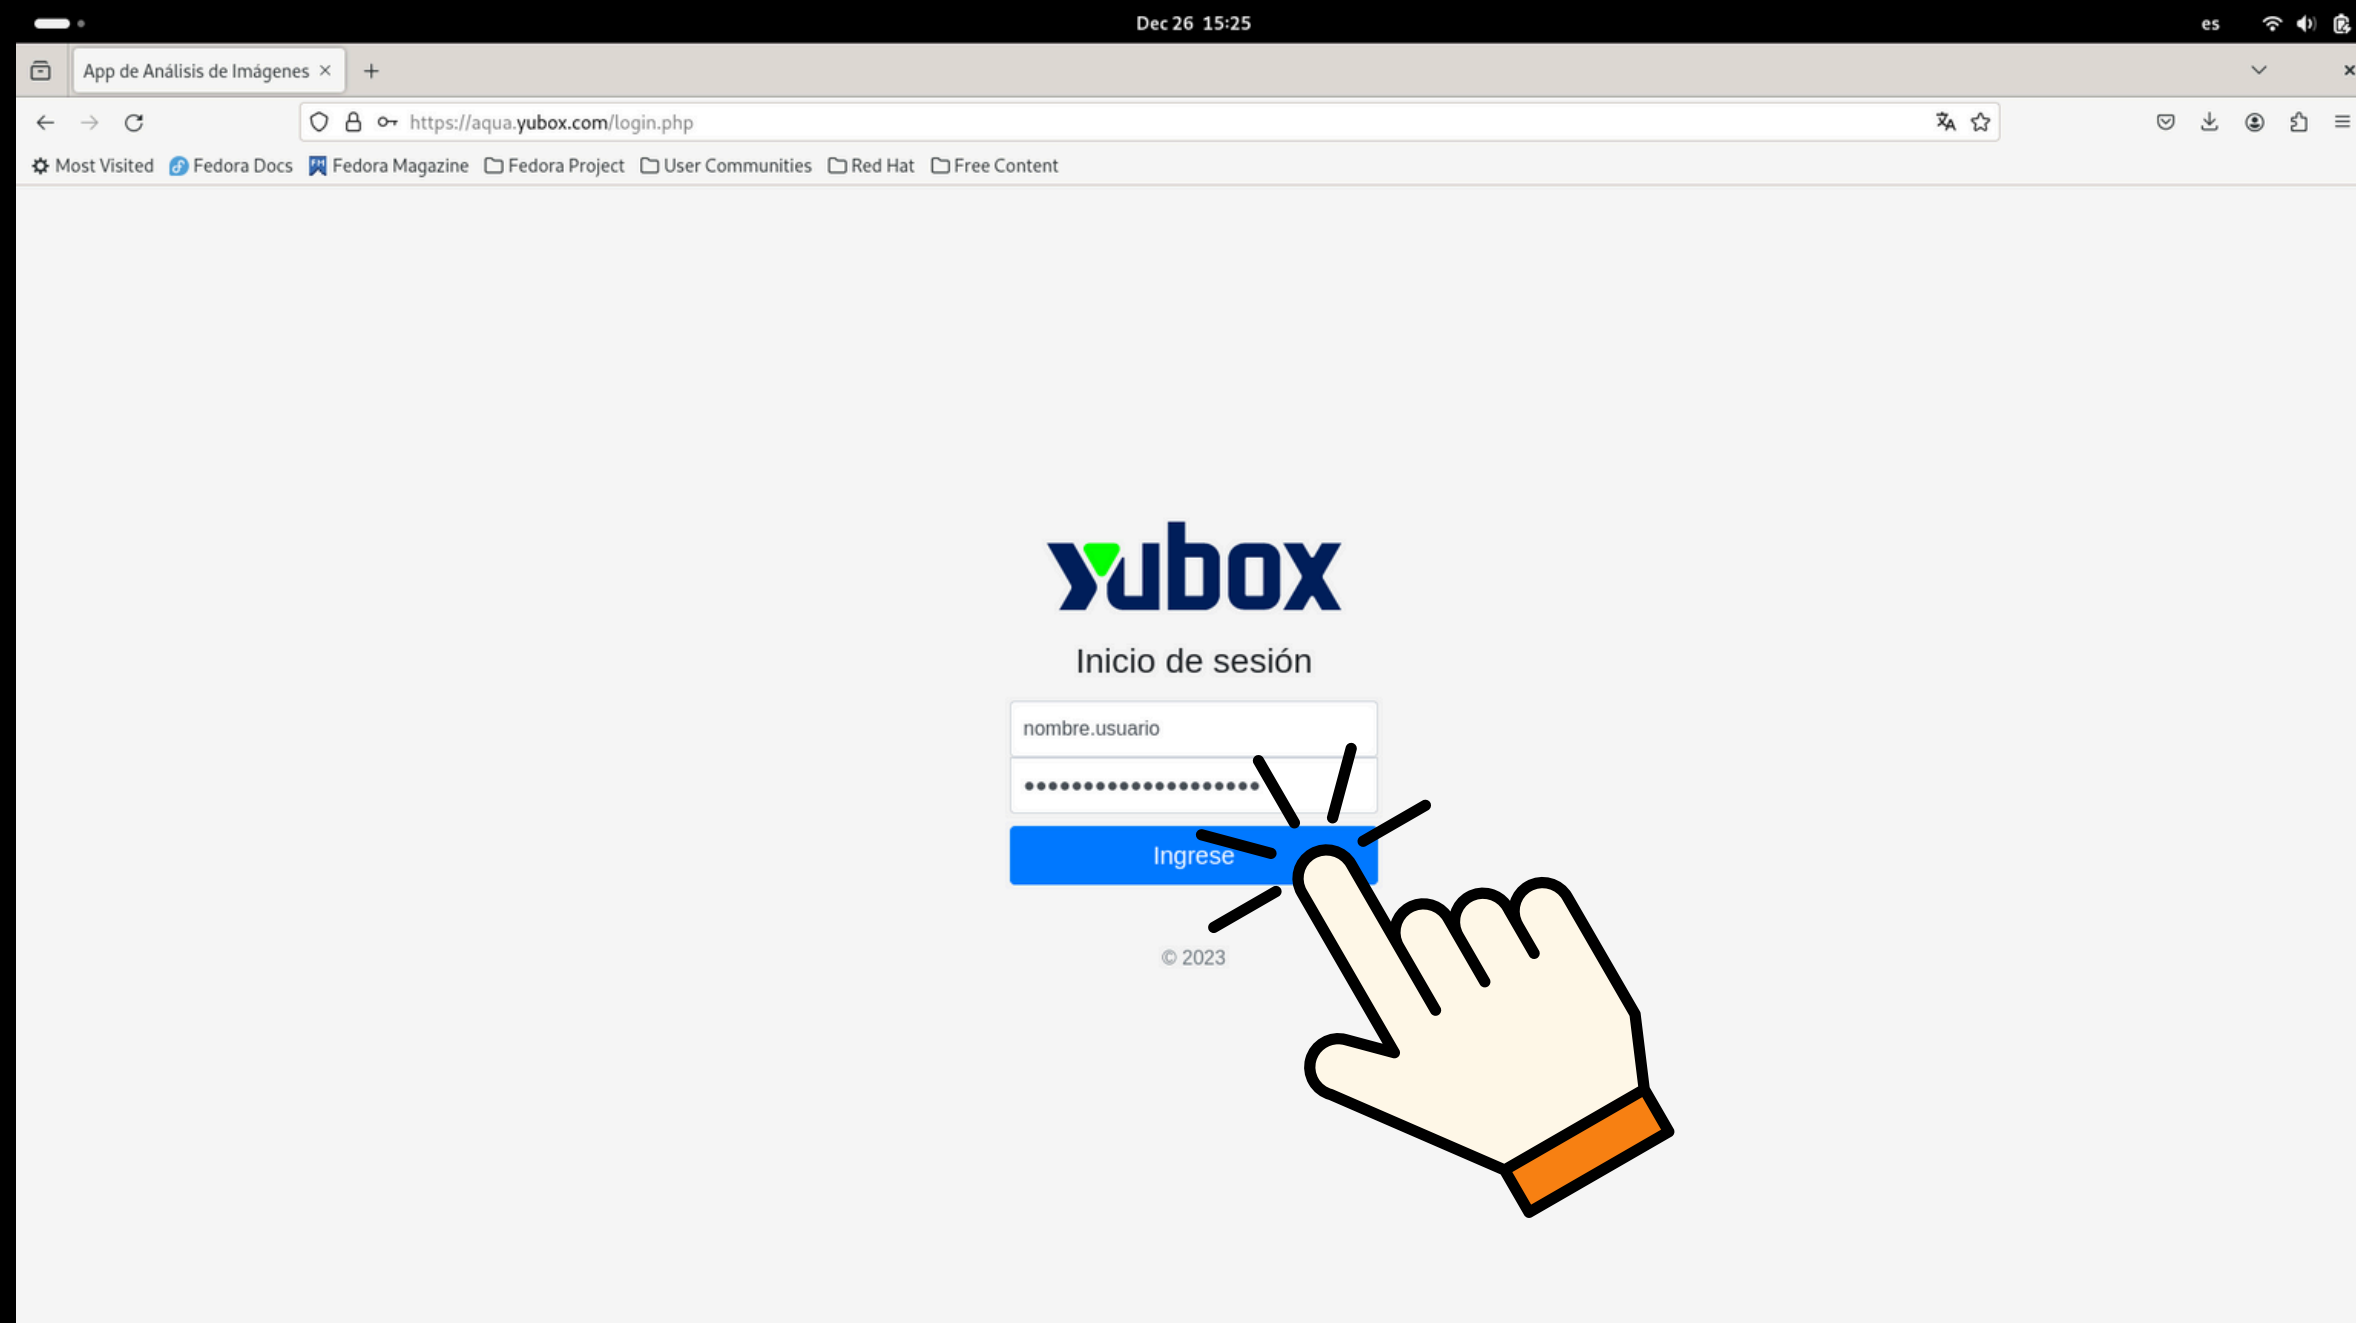 Dec 26 15:25
es
App de Análisis de Imágenes
https://aqua.yubox.com/login.php
Most Visited
Fedora Docs
Fedora Magazine
Fedora Project
User Communities
Red Hat
Free Content
yubox
Inicio de sesión
nombre.usuario
Ingrese
© 2023